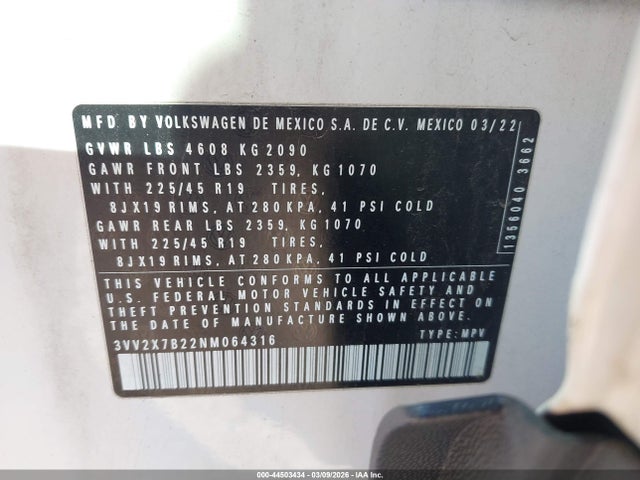 MFD. BY VOLKSWAGEN DE MEXICO S.A. DE C.V. MEXICO 03/22
GVWR LBS 4608 KG 2090
GAWR FRONT LBS 2359, KG 1070
WITH 225/45 R19 TIRES,
8JX19 RIMS, AT 280 KPA, 41 PSI COLD
GAWR REAR LBS 2359, KG 1070
WITH 225/45 R19 TIRES,
8JX19 RIMS, AT 280 KPA, 41 PSI COLD
THIS VEHICLE CONFORMS TO ALL APPLICABLE
U.S. FEDERAL MOTOR VEHICLE SAFETY AND
THEFT PREVENTION STANDARDS IN EFFECT ON
THE DATE OF MANUFACTURE SHOWN ABOVE.
3VV2X7B22NM064316 TYPE: MPV
1356040 3662
000-44503434 - 03/09/2026 - IAA Inc.